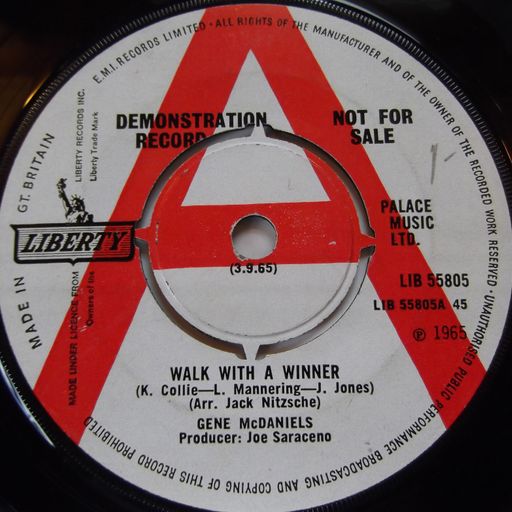 E.M.I. RECORDS LIMITED · ALL RIGHTS OF THE MANUFACTURER AND OF THE OWNER OF THE RECORDED WORK RESERVED · UNAUTHORISED PUBLIC PERFORMANCE BROADCASTING AND COPYING OF THIS RECORD PROHIBITED
MADE IN GT. BRITAIN
LIBERTY RECORDS INC.
Liberty Trade Mark
MADE UNDER LICENCE FROM
Owners of the
DEMONSTRATION
RECORD
NOT FOR
SALE
LIBERTY
PALACE
MUSIC
LTD.
(3.9.65)
LIB 55805
LIB 55805A 45
Ⓟ 1965
WALK WITH A WINNER
(K. Collie—L. Mannering—J. Jones)
(Arr. Jack Nitzsche)
GENE McDANIELS
Producer: Joe Saraceno